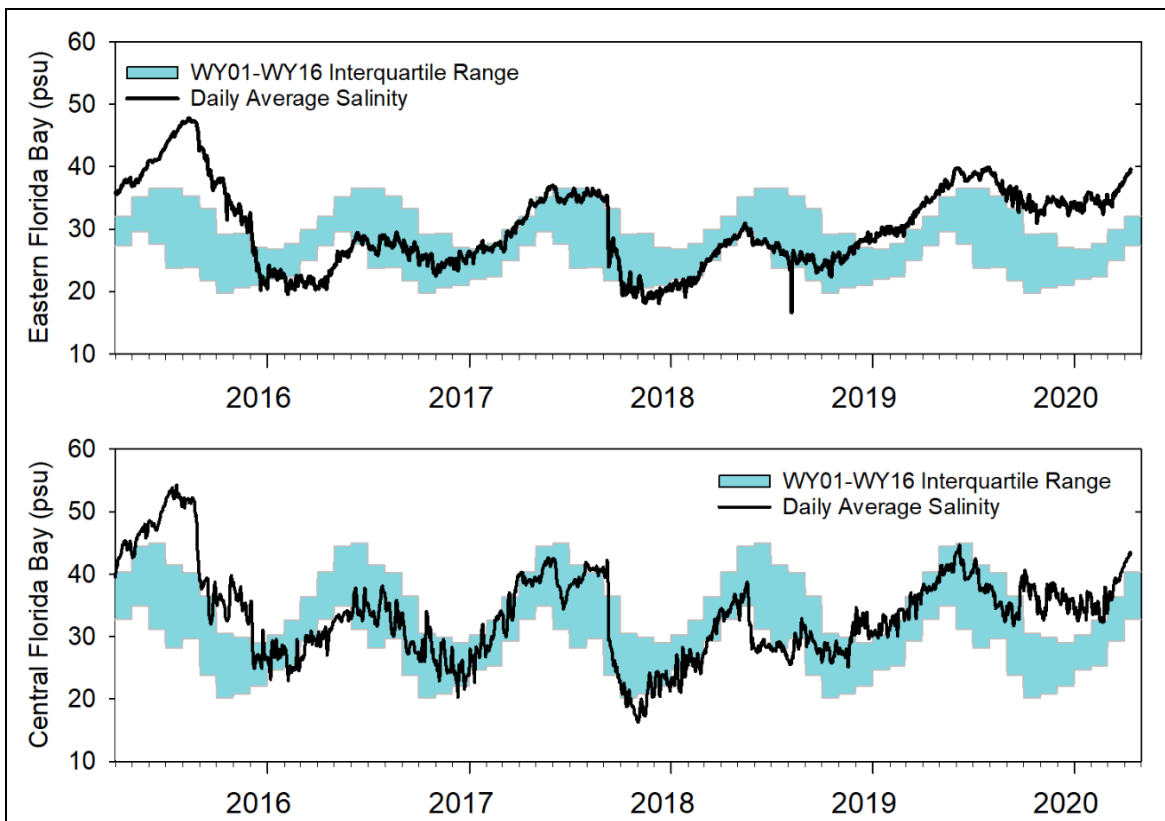 Eastern Florida Bay (psu)
60
50
40
30
20
10
WY01-WY16 Interquartile Range
Daily Average Salinity
2016 2017 2018 2019 2020
Central Florida Bay (psu)
60
50
40
30
20
10
WY01-WY16 Interquartile Range
Daily Average Salinity
2016 2017 2018 2019 2020